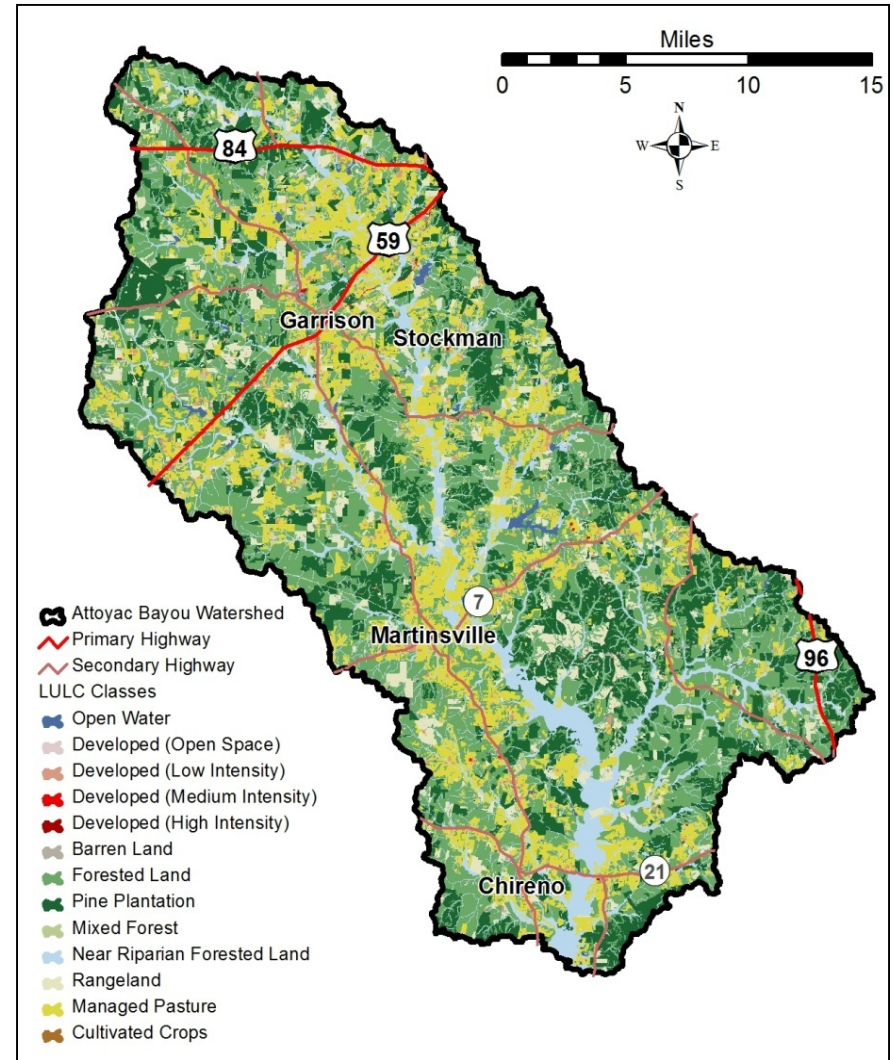 Miles
0 5 10 15
N
W E
S
84
59
Garrison
Stockman
7
Martinsville
96
21
Chireno
Attoyac Bayou Watershed
Primary Highway
Secondary Highway
LULC Classes
Open Water
Developed (Open Space)
Developed (Low Intensity)
Developed (Medium Intensity)
Developed (High Intensity)
Barren Land
Forested Land
Pine Plantation
Mixed Forest
Near Riparian Forested Land
Rangeland
Managed Pasture
Cultivated Crops